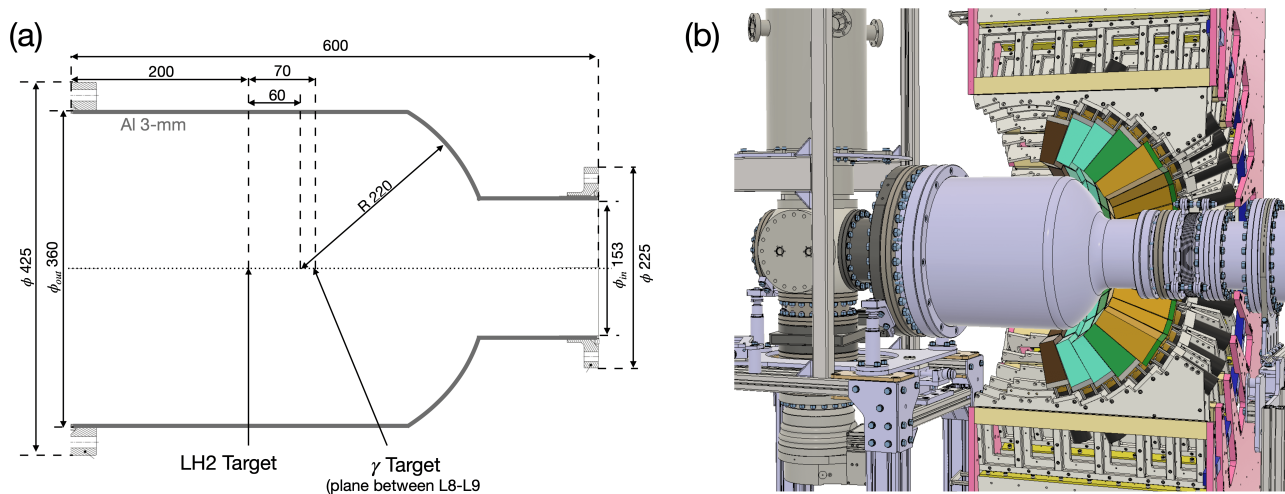 (a)
600
200
70
60
Al 3-mm
R 220
ϕ 425
ϕout 360
ϕin 153
ϕ 225
LH2 Target
γ Target
(plane between L8-L9
(b)